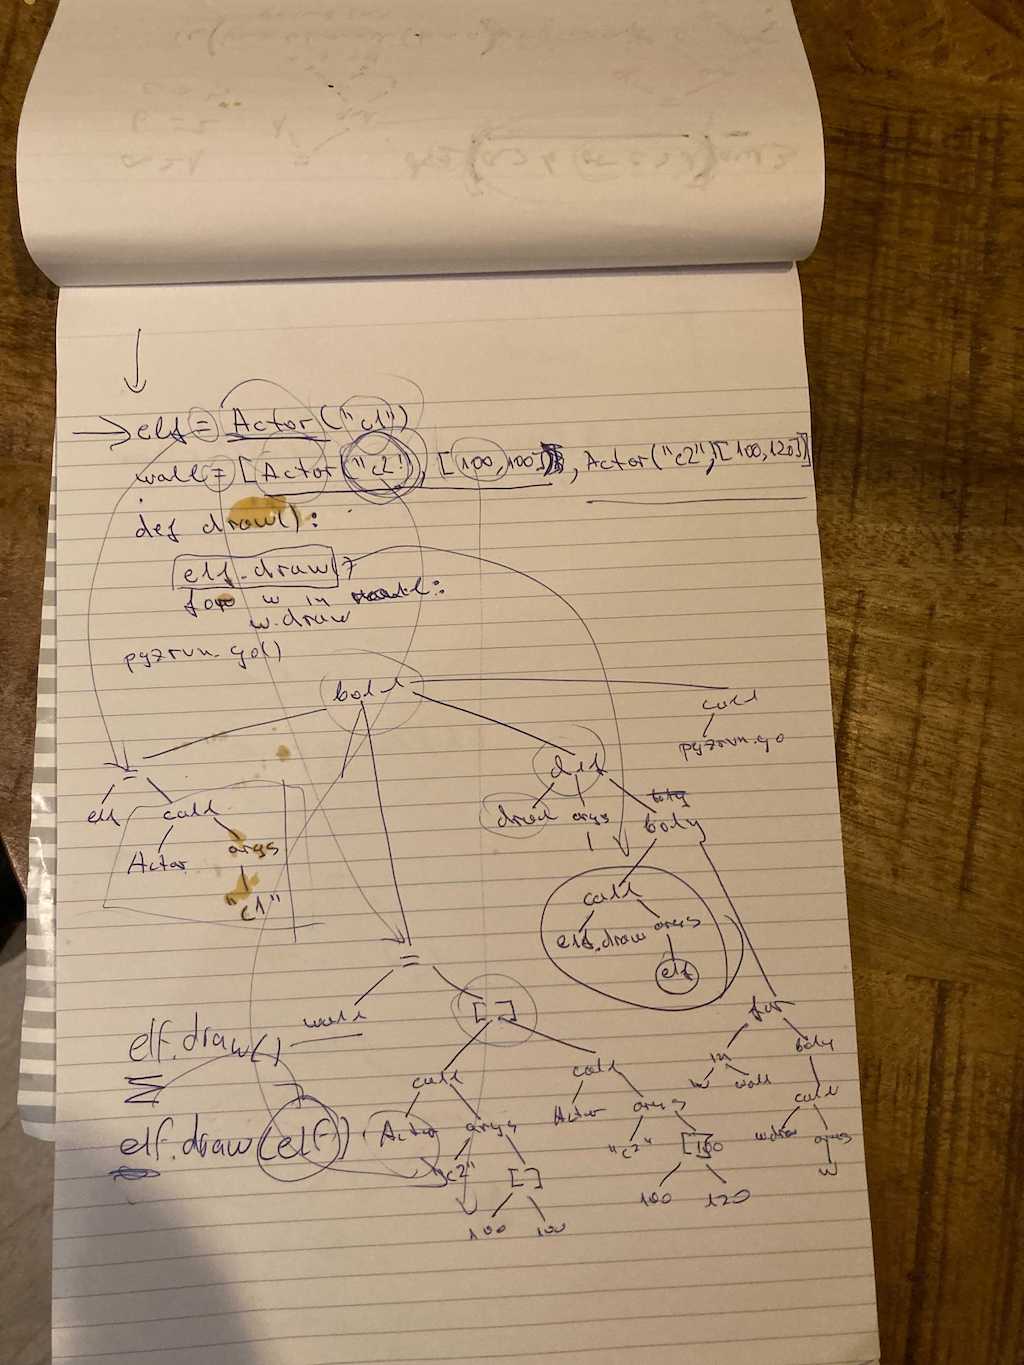 elf = Actor("c1")
wall = [Actor("c2", [100,100]), Actor("c2", [100,120])]
def draw():
elf.draw()
for w in wall:
w.draw
pgzrun.go()
body
=
elf
call
Actor
args
"c1"
def
draw
args
body
call
pgzrun.go
call
elf.draw
args
elf
=
wall
[ ]
call
Actor
args
"c2"
[ ]
100
100
call
Actor
args
"c2"
[ ]
100
120
for
in
w
wall
body
call
w.draw
args
w
elf.draw()
elf.draw(elf)